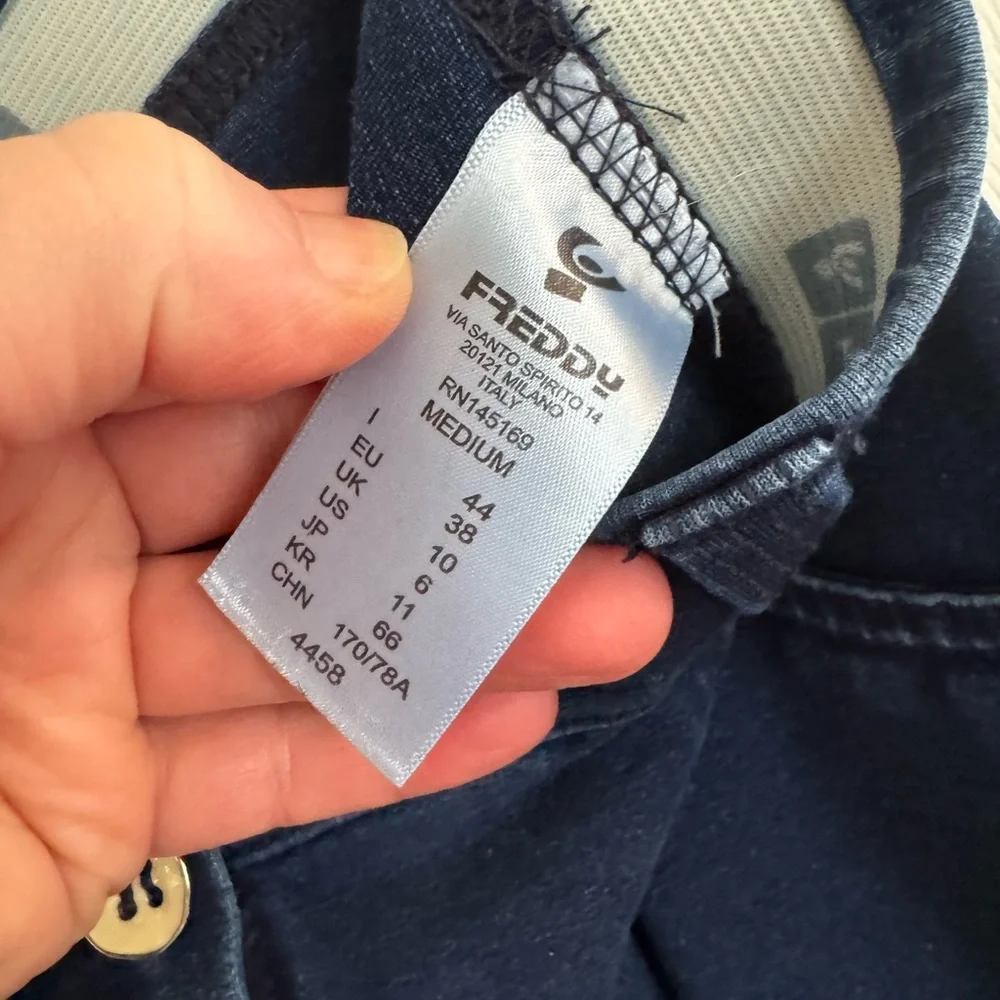 FREDDY
VIA SANTO SPIRITO 14
20121 MILANO
ITALY
RN145169
MEDIUM
I 44
EU 38
UK 10
US 6
JP 11
KR 66
CHN 170/78A
4458